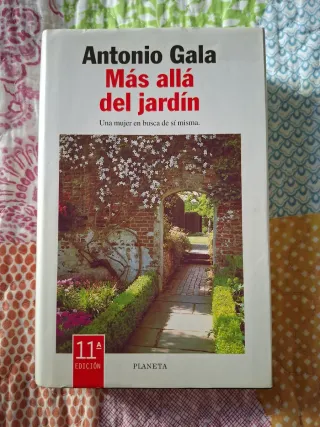 Antonio Gala
Más allá
del jardín
Una mujer en busca de sí misma.
11ª
EDICIÓN
PLANETA